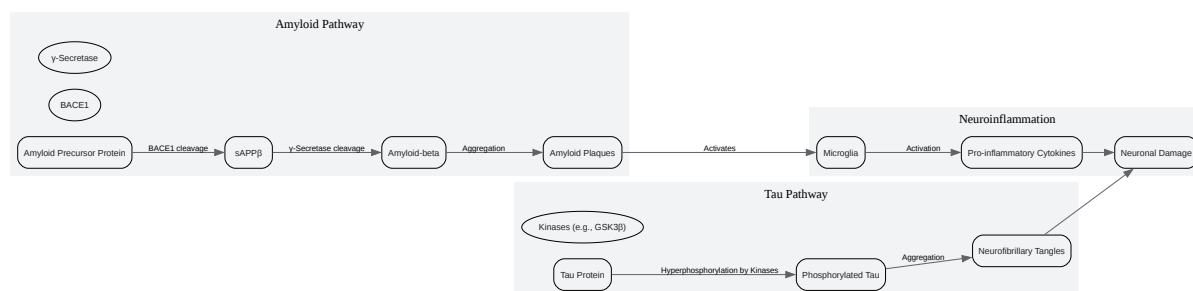 Amyloid Pathway
γ-Secretase
BACE1
Amyloid Precursor Protein
BACE1 cleavage
sAPPβ
γ-Secretase cleavage
Amyloid-beta
Aggregation
Amyloid Plaques
Activates
Neuroinflammation
Microglia
Activation
Pro-inflammatory Cytokines
Neuronal Damage
Tau Pathway
Kinases (e.g., GSK3β)
Tau Protein
Hyperphosphorylation by Kinases
Phosphorylated Tau
Aggregation
Neurofibrillary Tangles